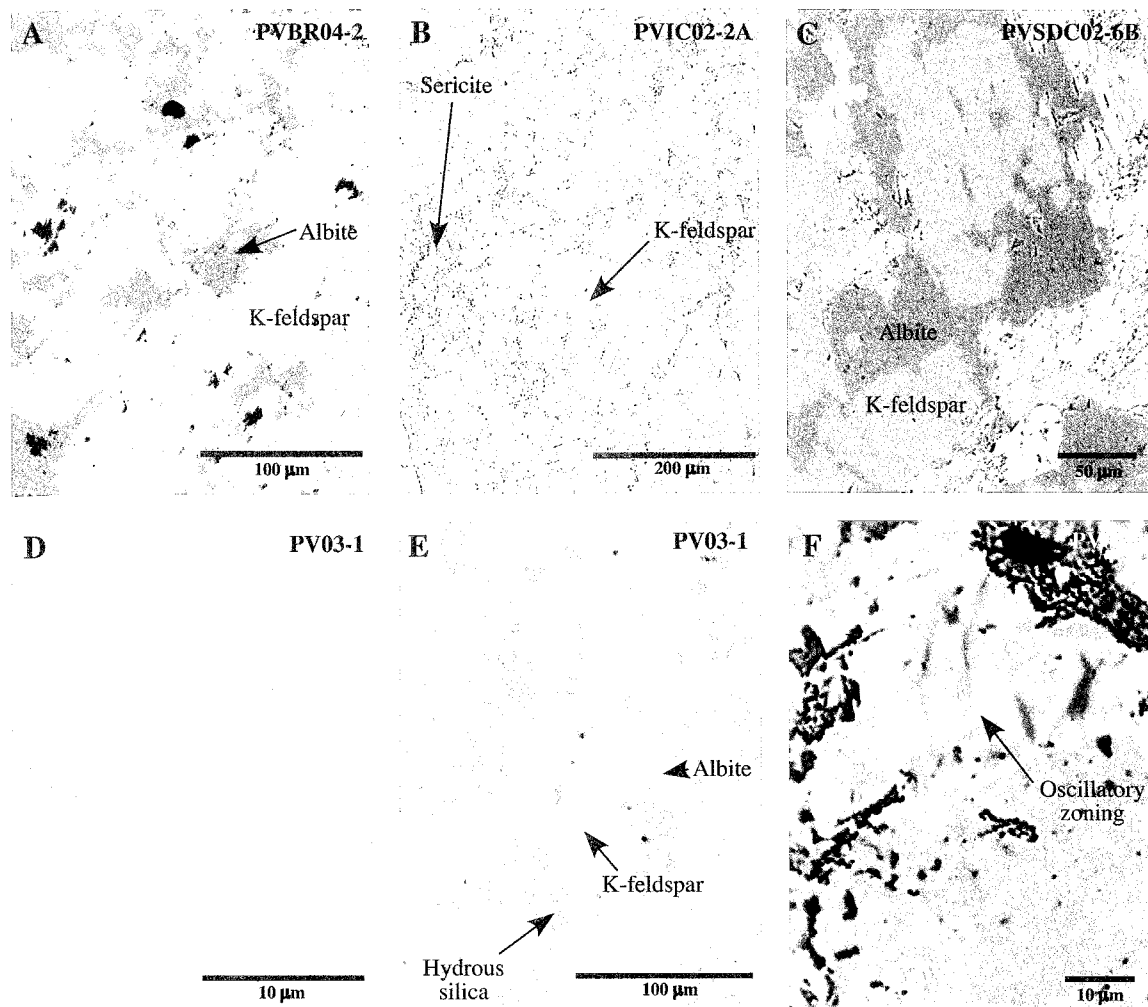 A
PVBR04-2
Albite
K-feldspar
100 µm
B
PVIC02-2A
Sericite
K-feldspar
200 µm
C
PVSDC02-6B
Albite
K-feldspar
50 µm
D
PV03-1
10 µm
E
PV03-1
Albite
K-feldspar
Hydrous
silica
100 µm
F
Oscillatory
zoning
10 µm